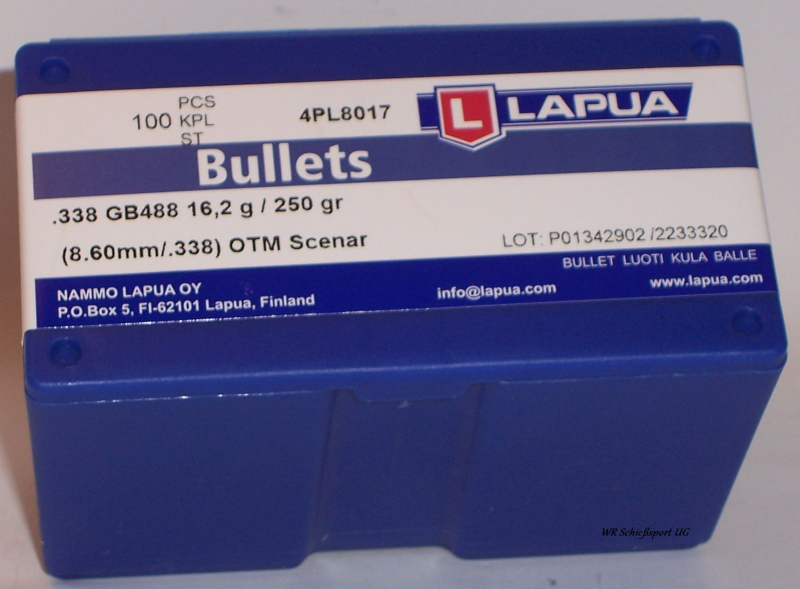 PCS
100 KPL
ST
4PL8017
L LAPUA
Bullets
.338 GB488 16,2 g / 250 gr
(8.60mm/.338) OTM Scenar
LOT: P01342902 /2233320
BULLET LUOTI KULA BALLE
NAMMO LAPUA OY
P.O.Box 5, FI-62101 Lapua, Finland
info@lapua.com
www.lapua.com
WR Schießsport UG